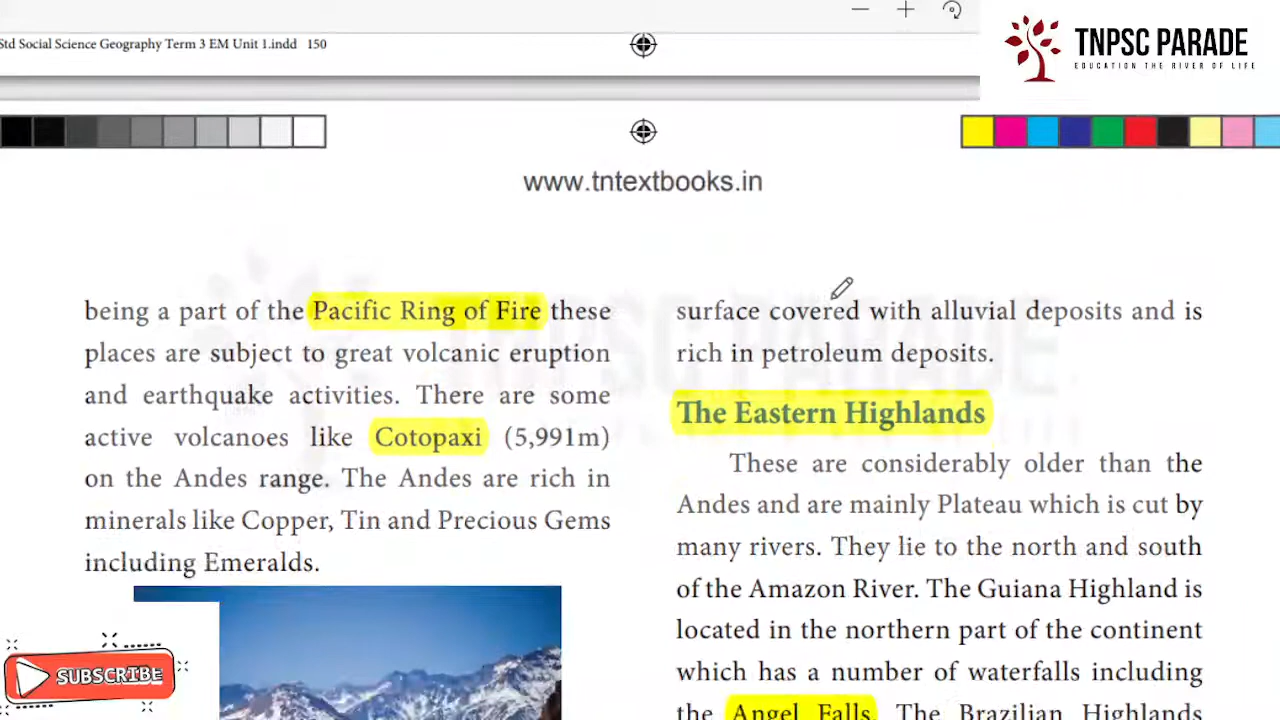 Std Social Science Geography Term 3 EM Unit 1.indd 150
TNPSC PARADE
EDUCATION THE RIVER OF LIFE
www.tntextbooks.in
being a part of the Pacific Ring of Fire these
places are subject to great volcanic eruption
and earthquake activities. There are some
active volcanoes like Cotopaxi (5,991m)
on the Andes range. The Andes are rich in
minerals like Copper, Tin and Precious Gems
including Emeralds.
surface covered with alluvial deposits and is
rich in petroleum deposits.
The Eastern Highlands
These are considerably older than the
Andes and are mainly Plateau which is cut by
many rivers. They lie to the north and south
of the Amazon River. The Guiana Highland is
located in the northern part of the continent
which has a number of waterfalls including
the Angel Falls. The Brazilian Highlands
TNPSC PARADE
SUBSCRIBE